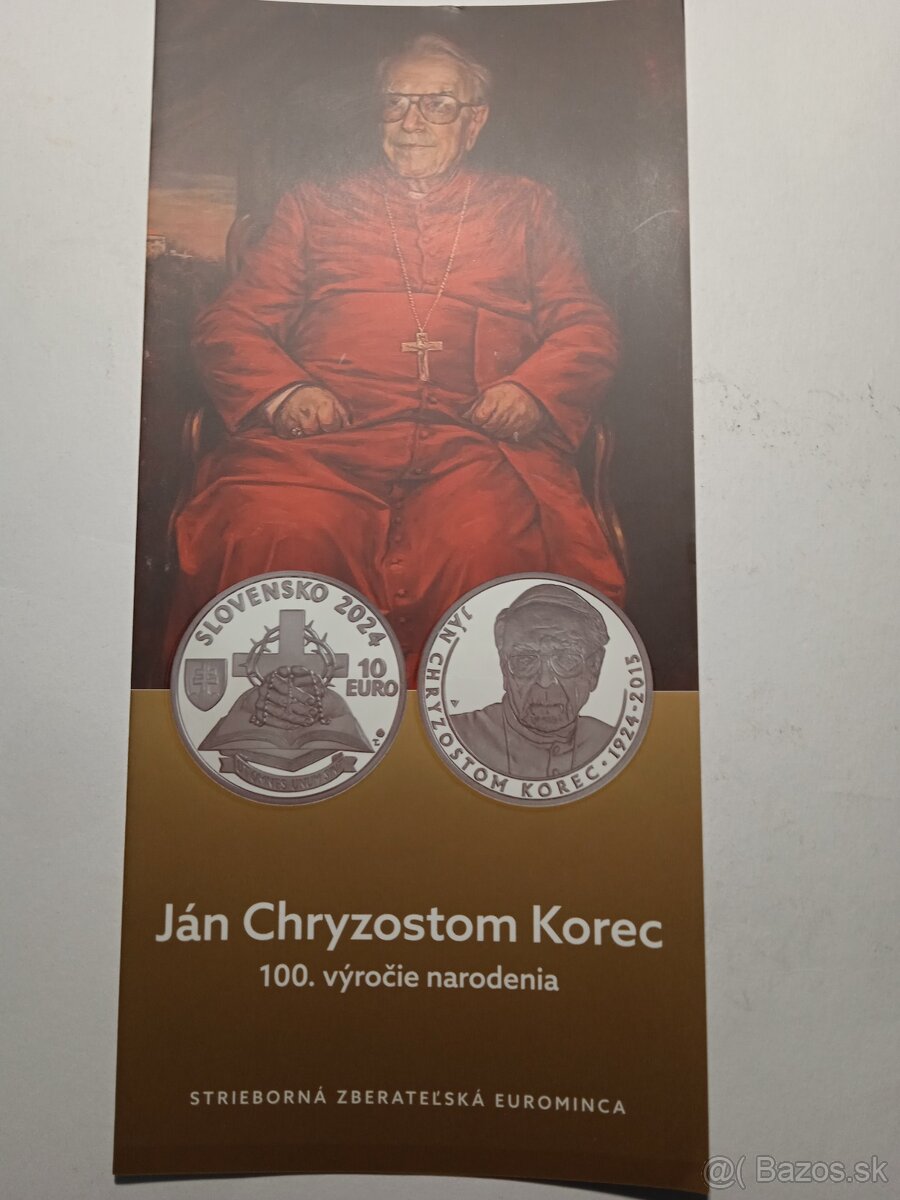 SLOVENSKO 2024
10
EURO
JÁN CHRYZOSTOM KOREC · 1924-2015
Ján Chryzostom Korec
100. výročie narodenia
STRIEBORNÁ ZBERATEĽSKÁ EUROMINCA
@( Bazos.sk